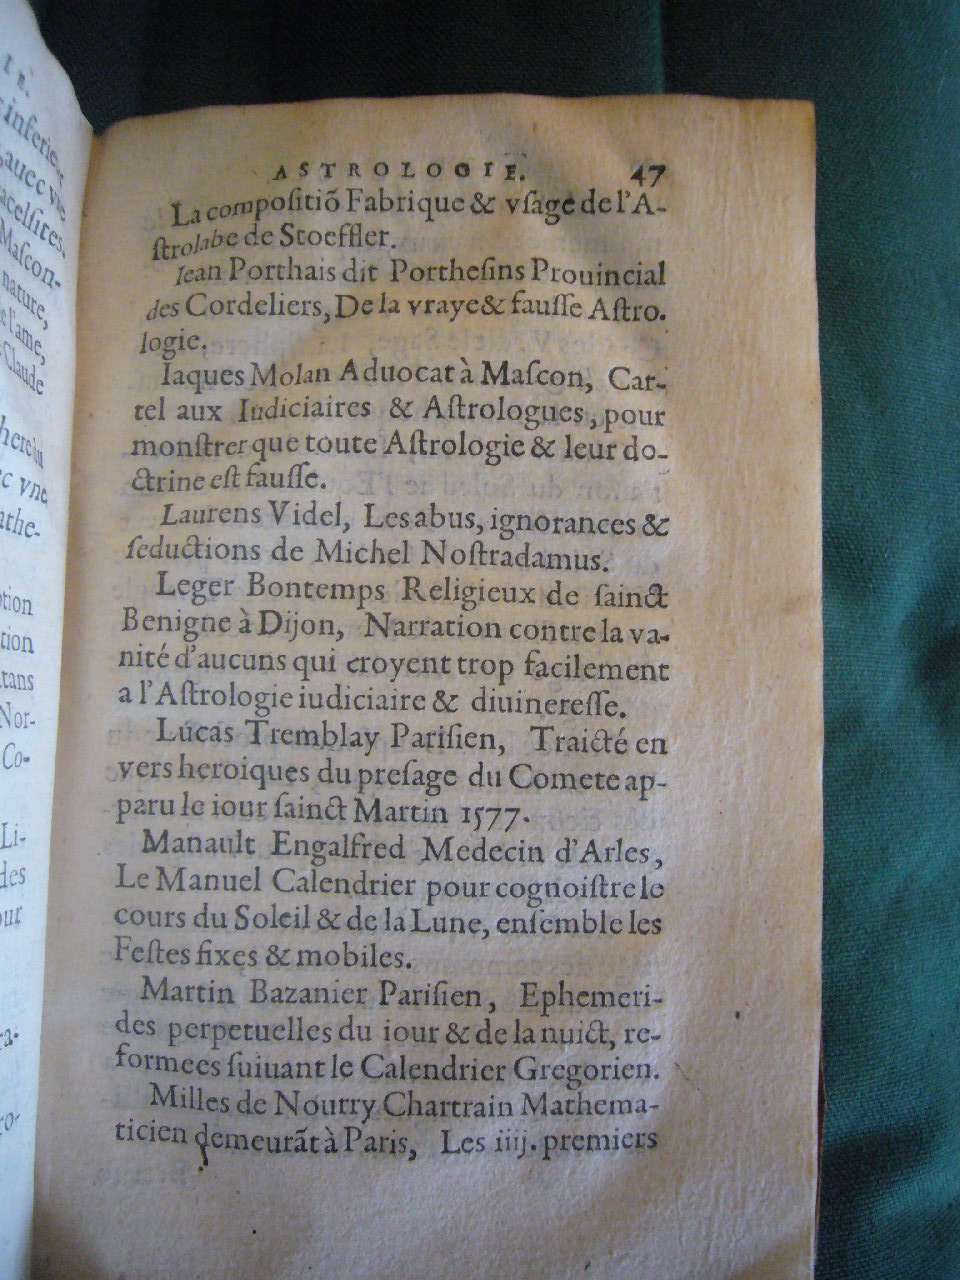 ASTROLOGIE. 47
La compoſitiõ Fabrique & vſage de l'A-
ſtrolabe de Stoeffler.
Iean Porthais dit Portheſins Prouincial
des Cordeliers, De la vraye & fauſſe Aſtro.
logie.
Iaques Molan Aduocat à Maſcon, Car-
tel aux Iudiciaires & Aſtrologues, pour
monſtrer que toute Aſtrologie & leur do-
ctrine eſt fauſſe.
Laurens Videl, Les abus, ignorances &
ſeductions de Michel Noſtradamus.
Leger Bontemps Religieux de ſainct
Benigne à Dijon, Narration contre la va-
nité d'aucuns qui croyent trop facilement
a l'Aſtrologie iudiciaire & diuinereſſe.
Lucas Tremblay Pariſien, Traicté en
vers heroiques du preſage du Comete ap-
paru le iour ſainct Martin 1577.
Manault Engalfred Medecin d'Arles,
Le Manuel Calendrier pour cognoiſtre le
cours du Soleil & de la Lune, enſemble les
Feſtes fixes & mobiles.
Martin Bazanier Pariſien, Ephemeri-
des perpetuelles du iour & de la nuict, re-
formees ſuiuant le Calendrier Gregorien.
Milles de Nourry Chartrain Mathema-
ticien demeurãt à Paris, Les iiij. premiers